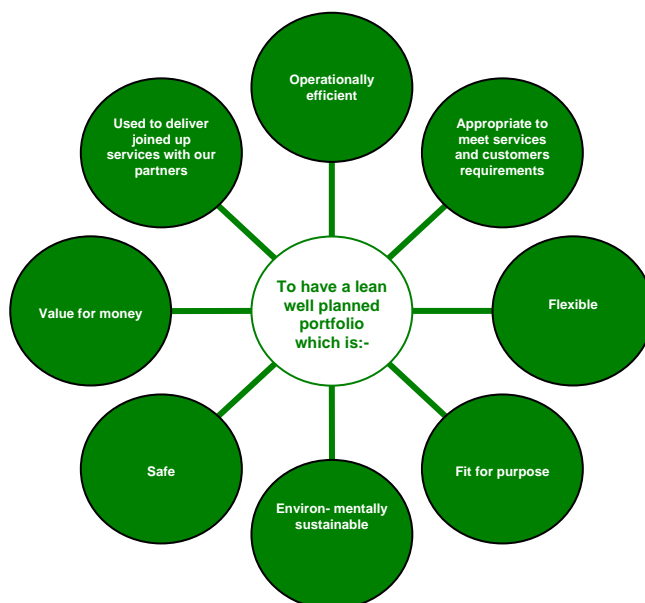 Operationally
efficient
Used to deliver
joined up
services with our
partners
Appropriate to
meet services
and customers
requirements
To have a lean
well planned
portfolio
which is:-
Value for money
Flexible
Safe
Fit for purpose
Environ- mentally
sustainable